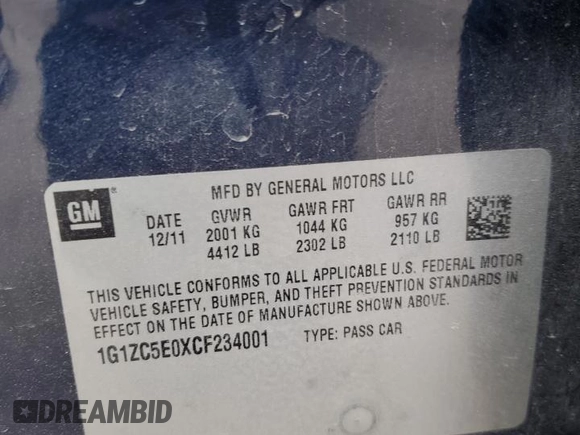 MFD BY GENERAL MOTORS LLC
GM
DATE GVWR GAWR FRT GAWR RR
12/11 2001 KG 1044 KG 957 KG
4412 LB 2302 LB 2110 LB
THIS VEHICLE CONFORMS TO ALL APPLICABLE U.S. FEDERAL MOTOR
VEHICLE SAFETY, BUMPER, AND THEFT PREVENTION STANDARDS IN
EFFECT ON THE DATE OF MANUFACTURE SHOWN ABOVE.
1G1ZC5E0XCF234001 TYPE: PASS CAR
DREAMBID